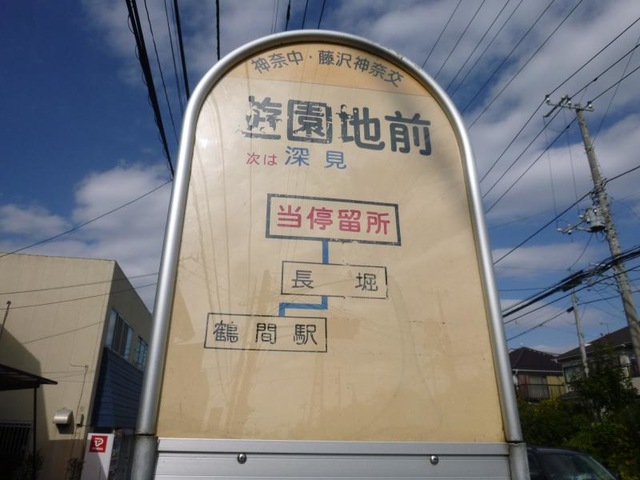 神奈中・藤沢神奈交
遊園地前
次は 深見
当停留所
長堀
鶴間駅